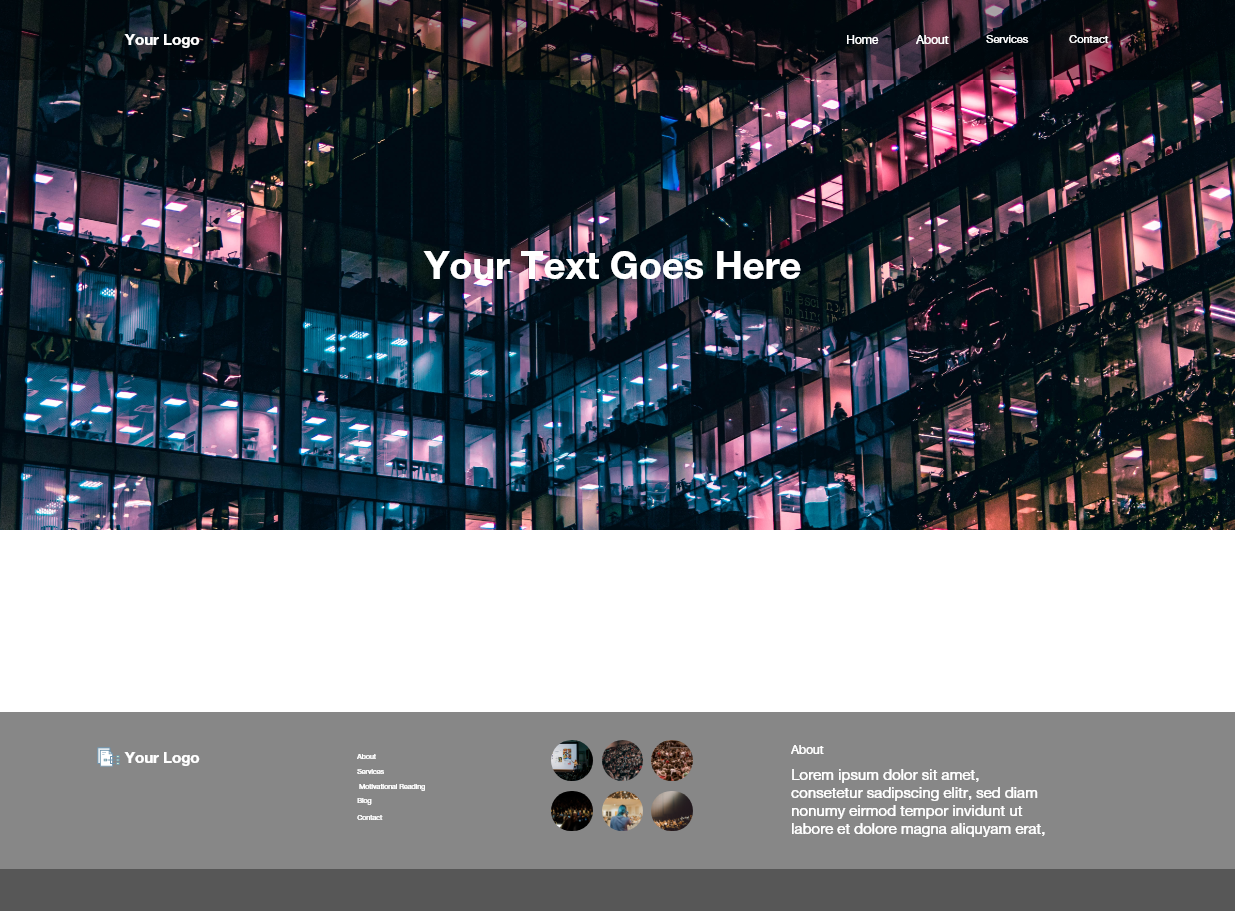 Your Logo
Home
About
Services
Contact
Your Text Goes Here
Your Logo
About
Services
Motivational Reading
Blog
Contact
About
Lorem ipsum dolor sit amet,
consetetur sadipscing elitr, sed diam
nonumy eirmod tempor invidunt ut
labore et dolore magna aliquyam erat,